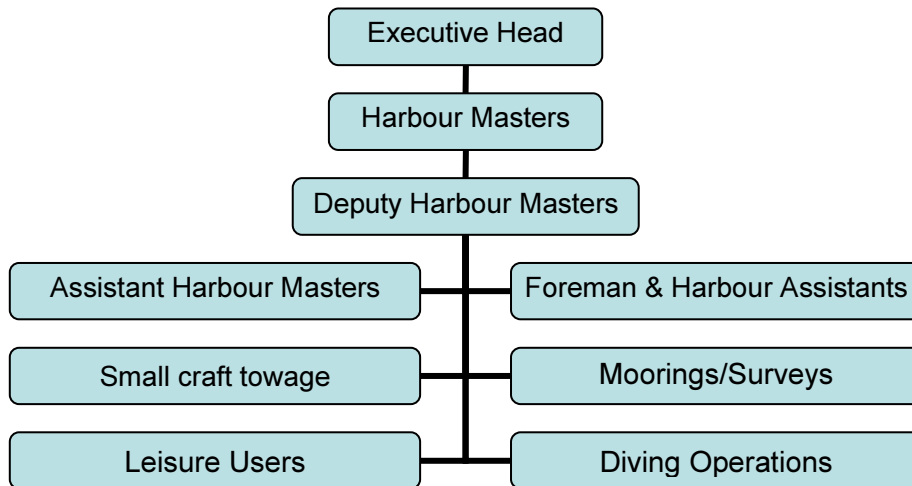 Executive Head
Harbour Masters
Deputy Harbour Masters
Assistant Harbour Masters
Foreman & Harbour Assistants
Small craft towage
Moorings/Surveys
Leisure Users
Diving Operations